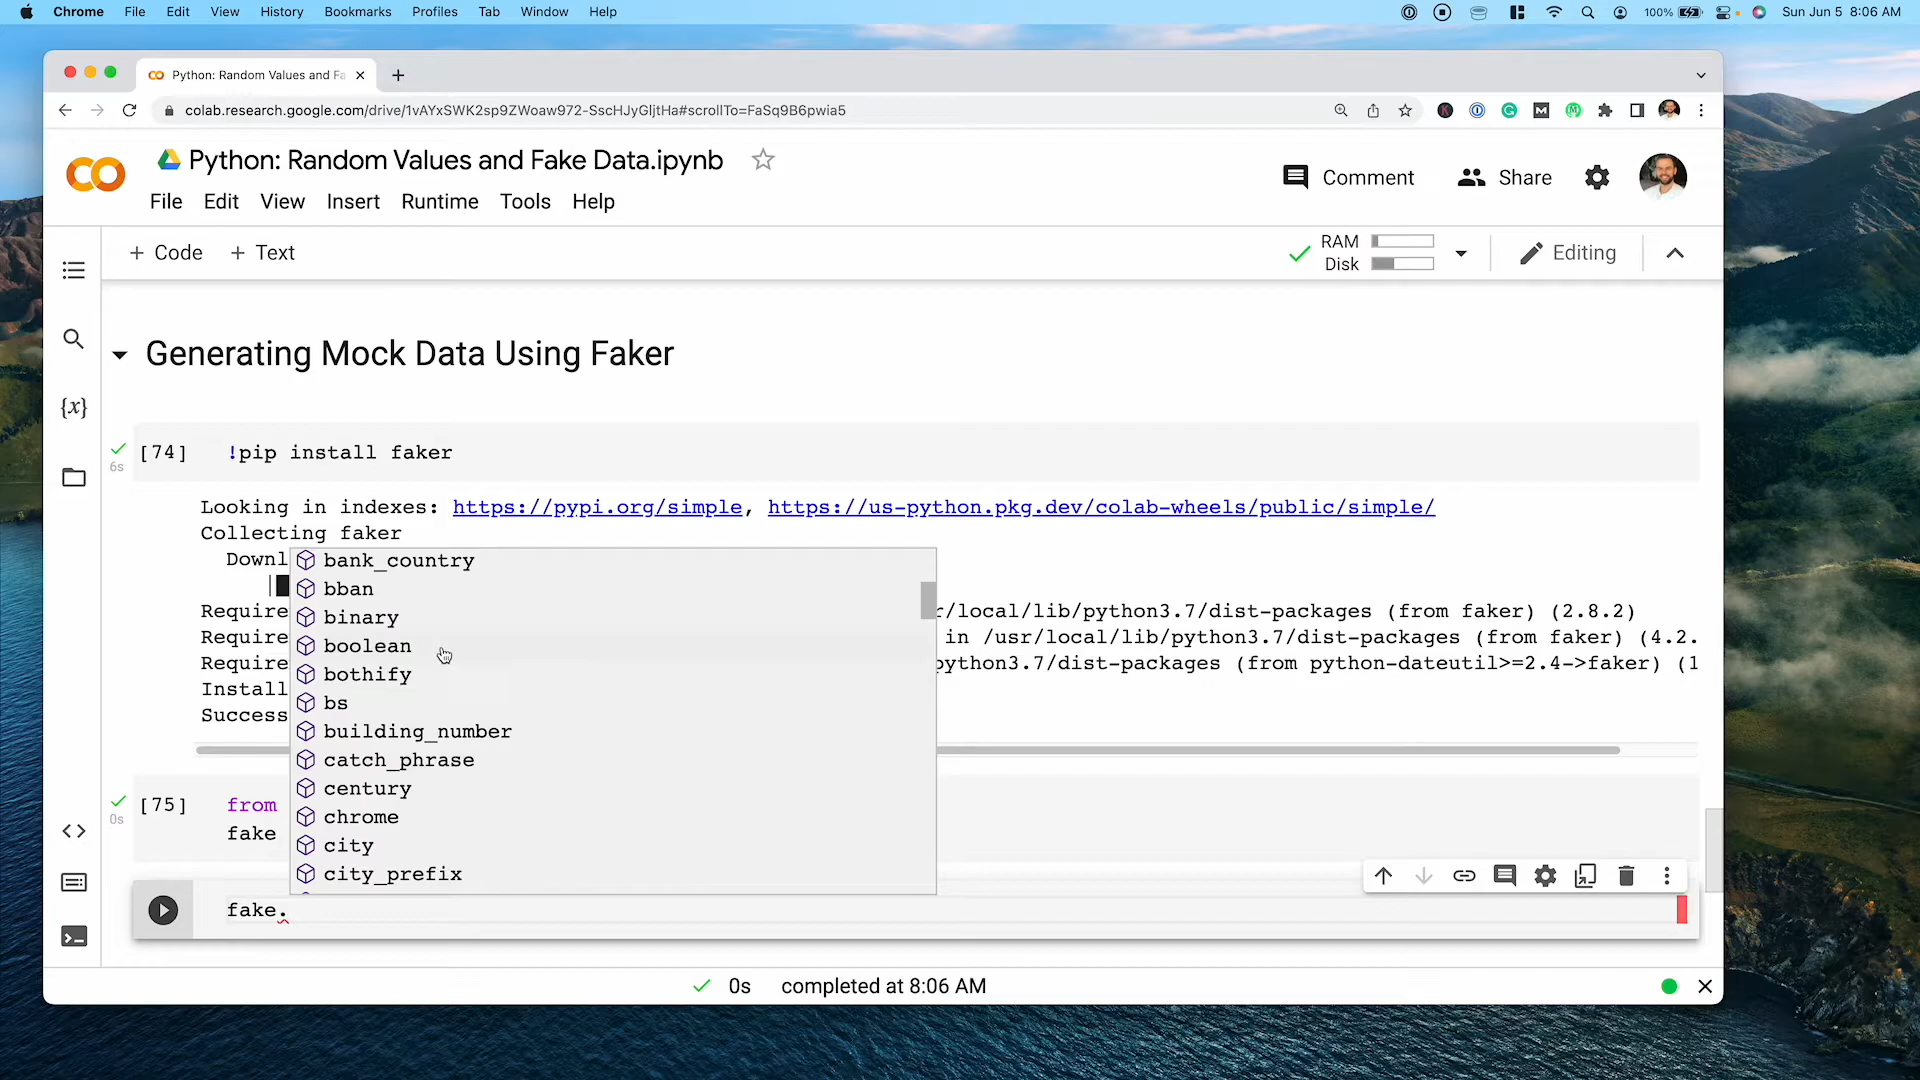 Chrome File Edit View History Bookmarks Profiles Tab Window Help 100% Sun Jun 5 8:06 AM
Python: Random Values and Fa
colab.research.google.com/drive/1vAYxSWK2sp9ZWoaw972-SscHJyGljtHa#scrollTo=FaSq9B6pwia5
Python: Random Values and Fake Data.ipynb
Comment Share
File Edit View Insert Runtime Tools Help
+ Code + Text
RAM
Disk
Editing
Generating Mock Data Using Faker
[74] !pip install faker
6s
Looking in indexes: https://pypi.org/simple, https://us-python.pkg.dev/colab-wheels/public/simple/
Collecting faker
Downl
Require r/local/lib/python3.7/dist-packages (from faker) (2.8.2)
Require in /usr/local/lib/python3.7/dist-packages (from faker) (4.2.
Require python3.7/dist-packages (from python-dateutil>=2.4->faker) (1
Install
Success
bank_country
bban
binary
boolean
bothify
bs
building_number
catch_phrase
century
chrome
city
city_prefix
[75] from
0s
fake
fake.
0s completed at 8:06 AM